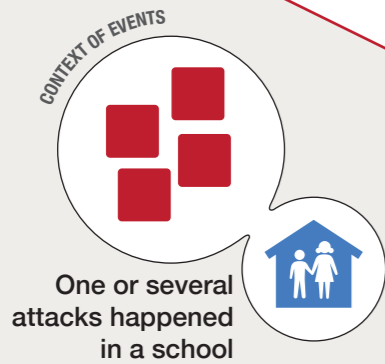 CONTEXT OF EVENTS
One or several
attacks happened
in a school